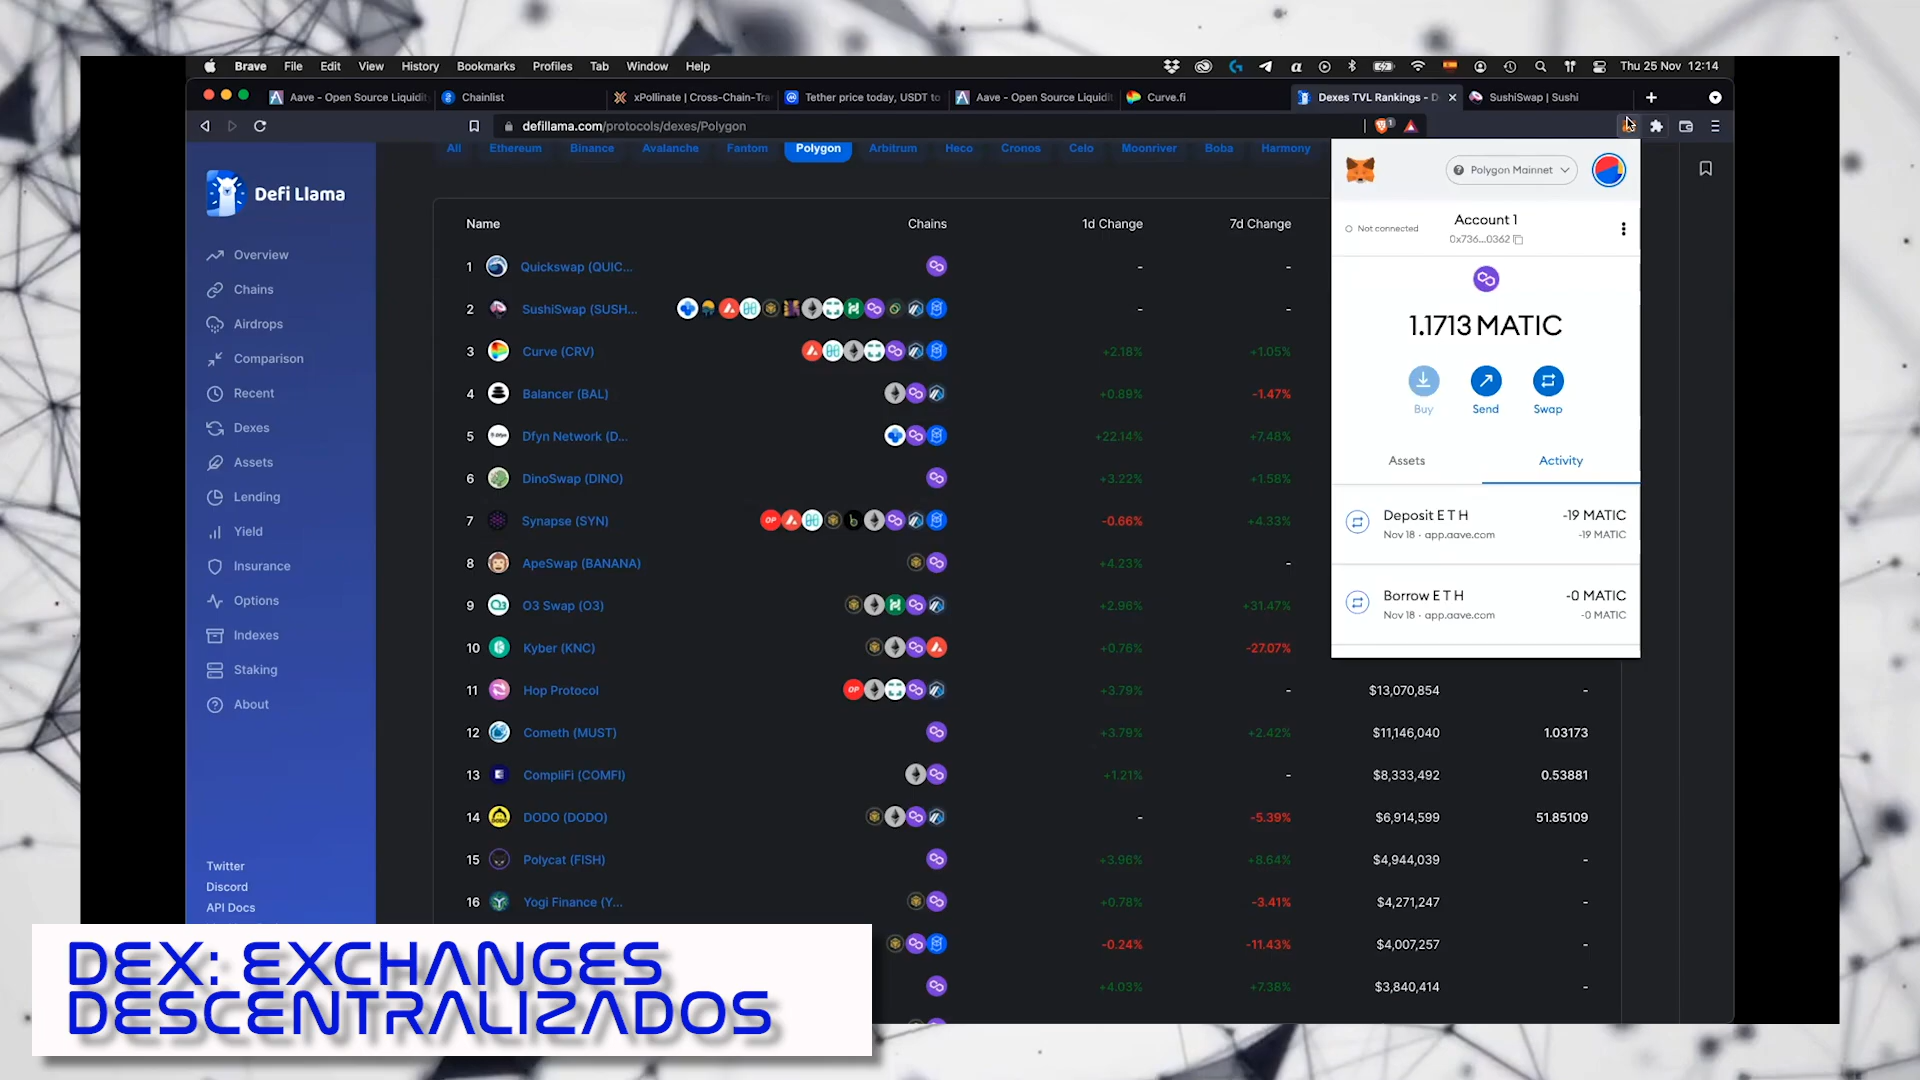 Brave File Edit View History Bookmarks Profiles Tab Window Help Thu 25 Nov 12:14
Aave - Open Source Liquidit Chainlist xPollinate | Cross-Chain-Tra Tether price today, USDT to Aave - Open Source Liquidit Curve.fi Dexes TVL Rankings - D SushiSwap | Sushi
defillama.com/protocols/dexes/Polygon
All Ethereum Binance Avalanche Fantom Polygon Arbitrum Heco Cronos Celo Moonriver Boba Harmony
Defi Llama
Overview
Chains
Airdrops
Comparison
Recent
Dexes
Assets
Lending
Yield
Insurance
Options
Indexes
Staking
About
Twitter
Discord
API Docs
Name Chains 1d Change 7d Change
1 Quickswap (QUIC... - -
2 SushiSwap (SUSH... - -
3 Curve (CRV) +2.18% +1.05%
4 Balancer (BAL) +0.89% -1.47%
5 Dfyn Network (D... +22.14% +7.48%
6 DinoSwap (DINO) +3.22% +1.58%
7 Synapse (SYN) -0.66% +4.33%
8 ApeSwap (BANANA) +4.23% -
9 O3 Swap (O3) +2.96% +31.47%
10 Kyber (KNC) +0.76% -27.07%
11 Hop Protocol +3.79% - $13,070,854 -
12 Cometh (MUST) +3.79% +2.42% $11,146,040 1.03173
13 CompliFi (COMFI) +1.21% - $8,333,492 0.53881
14 DODO (DODO) - -5.39% $6,914,599 51.85109
15 Polycat (FISH) +3.96% +8.64% $4,944,039 -
16 Yogi Finance (Y... +0.78% -3.41% $4,271,247 -
-0.24% -11.43% $4,007,257 -
+4.03% +7.38% $3,840,414 -
Polygon Mainnet
Not connected
Account 1
0x736...0362
1.1713 MATIC
Buy Send Swap
Assets Activity
Deposit E T H -19 MATIC
Nov 18 - app.aave.com -19 MATIC
Borrow E T H -0 MATIC
Nov 18 - app.aave.com -0 MATIC
DEX: EXCHANGES
DESCENTRALIZADOS